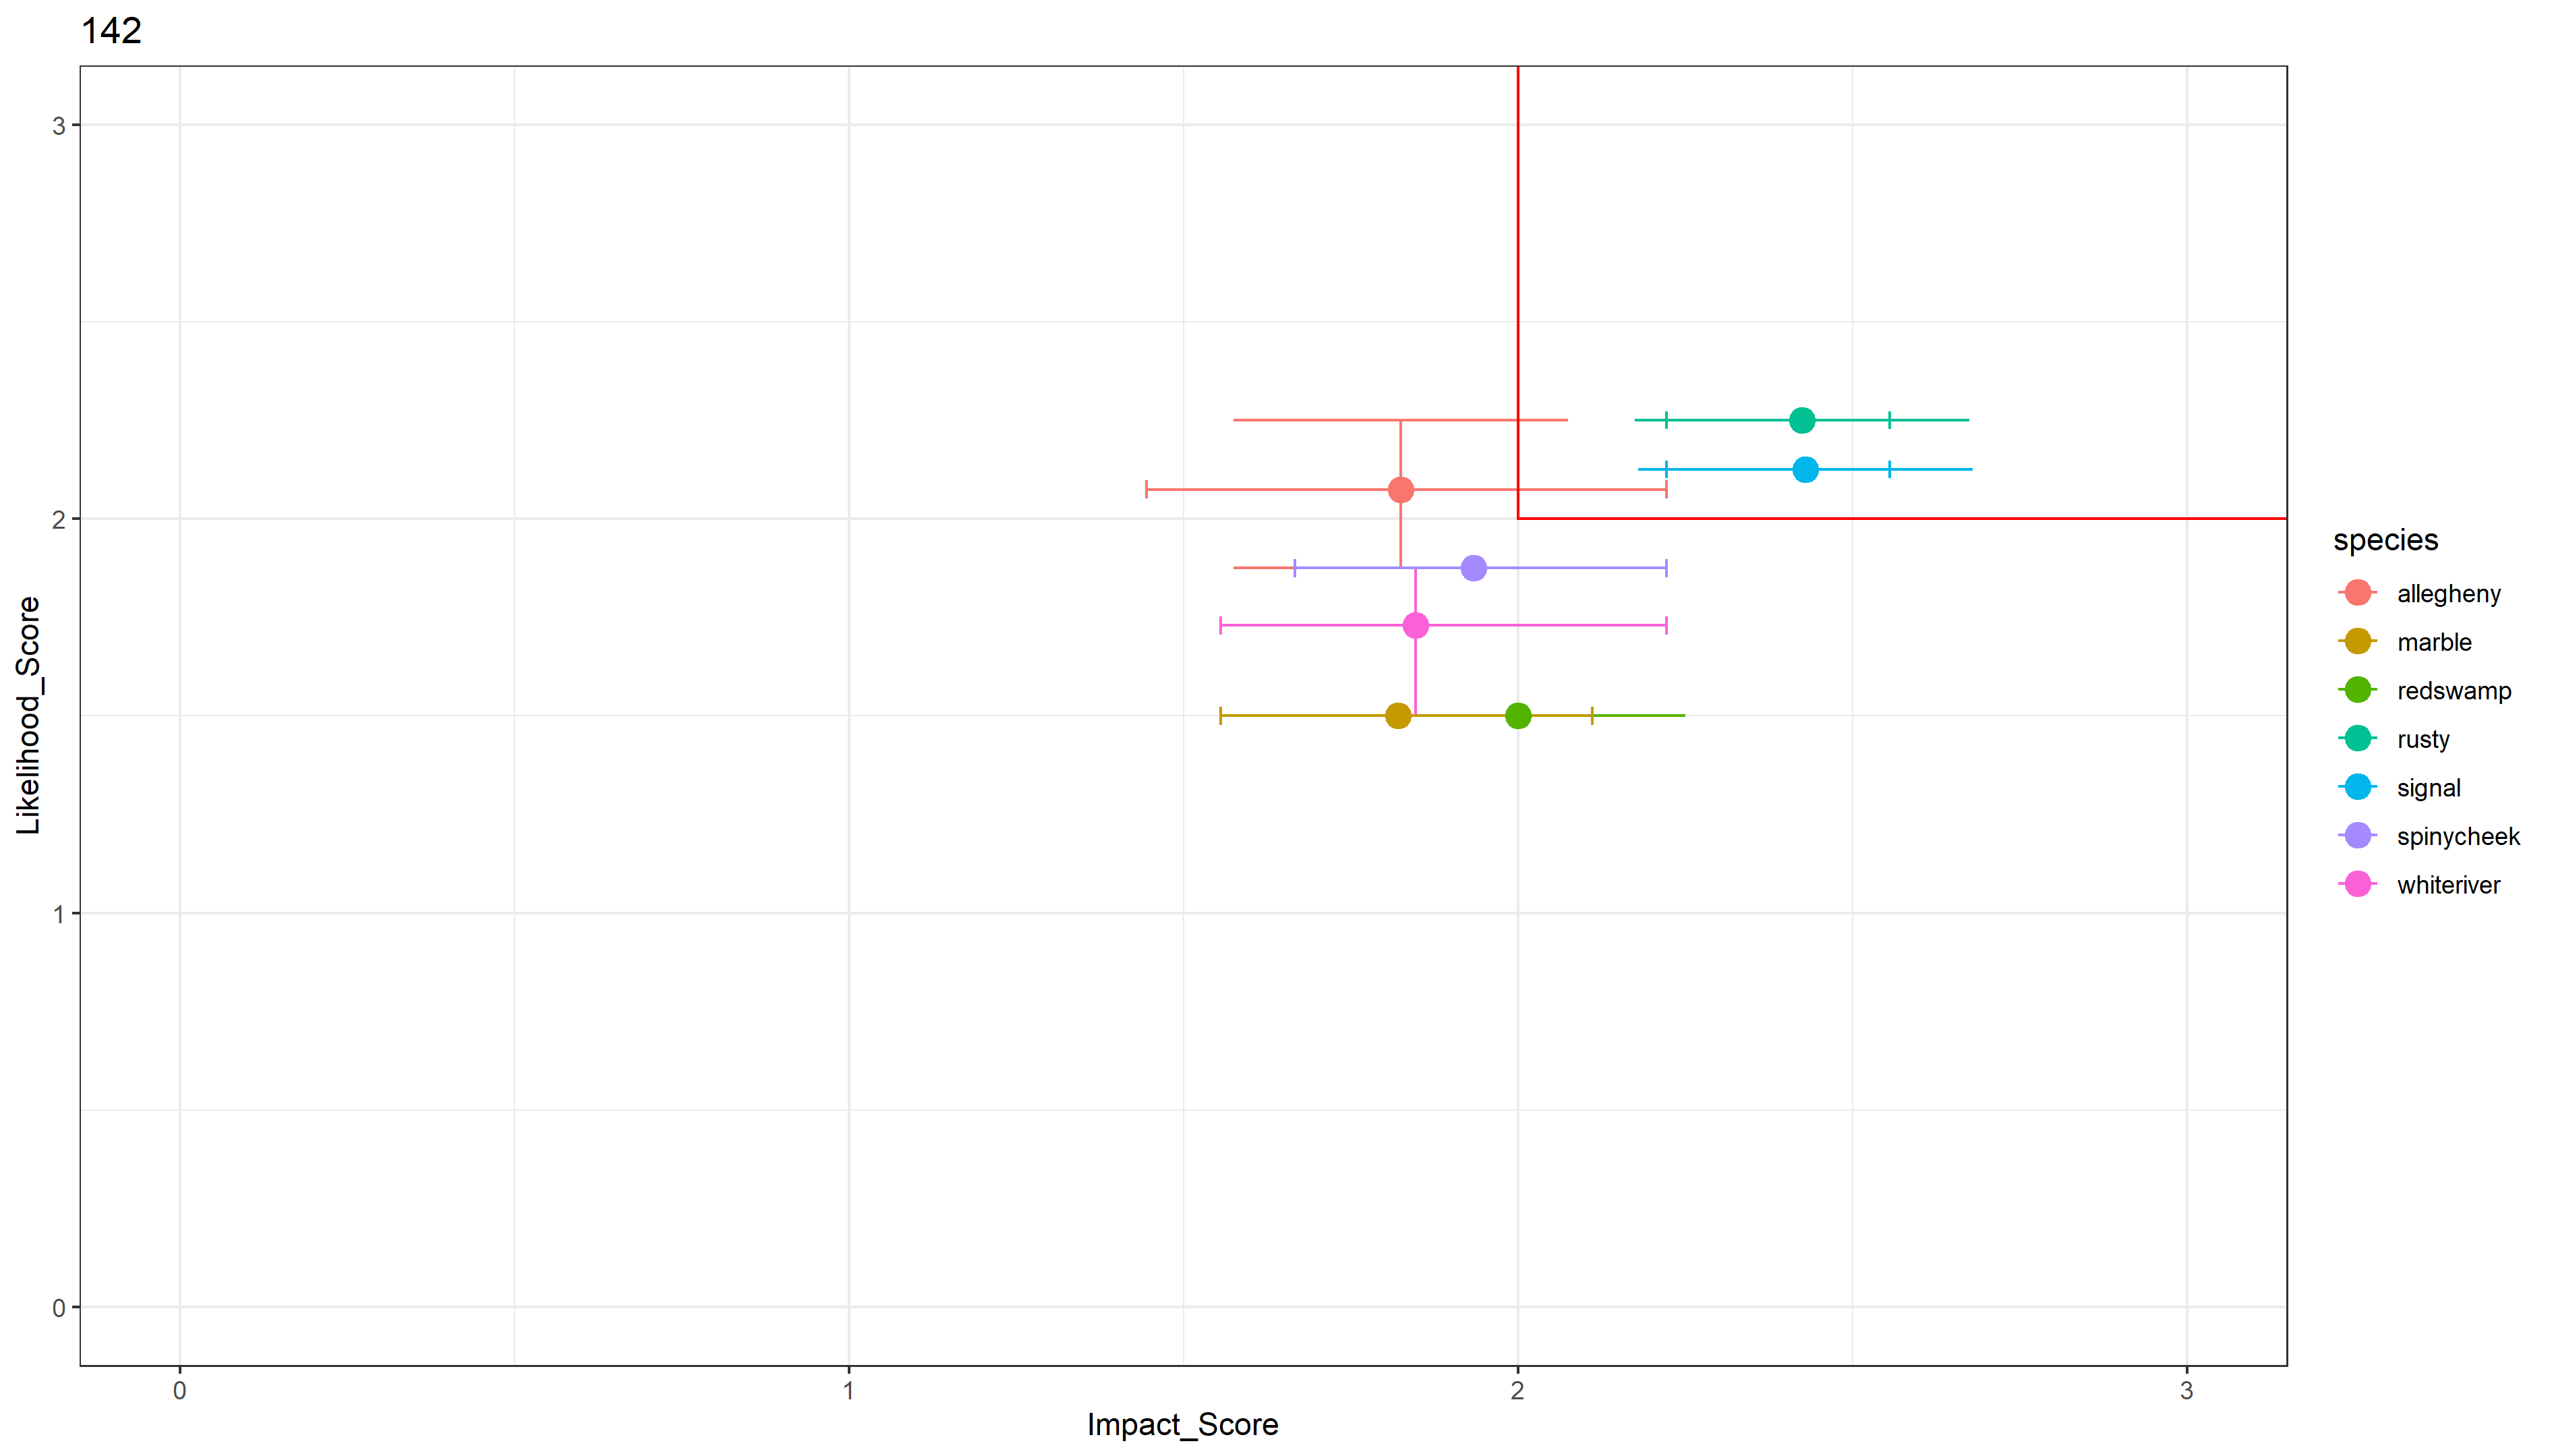 142
3
2
1
0
Likelihood_Score
0 1 2 3
Impact_Score
species
allegheny
marble
redswamp
rusty
signal
spinycheek
whiteriver